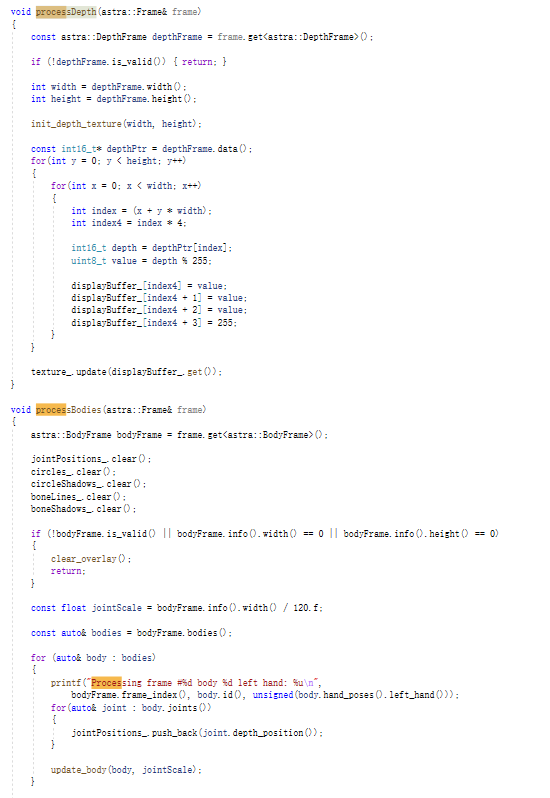 void processDepth(astra::Frame& frame)
{
    const astra::DepthFrame depthFrame = frame.get<astra::DepthFrame>();

    if (!depthFrame.is_valid()) { return; }

    int width = depthFrame.width();
    int height = depthFrame.height();

    init_depth_texture(width, height);

    const int16_t* depthPtr = depthFrame.data();
    for(int y = 0; y < height; y++)
    {
        for(int x = 0; x < width; x++)
        {
            int index = (x + y * width);
            int index4 = index * 4;

            int16_t depth = depthPtr[index];
            uint8_t value = depth % 255;

            displayBuffer_[index4] = value;
            displayBuffer_[index4 + 1] = value;
            displayBuffer_[index4 + 2] = value;
            displayBuffer_[index4 + 3] = 255;
        }
    }

    texture_.update(displayBuffer_.get());
}

void processBodies(astra::Frame& frame)
{
    astra::BodyFrame bodyFrame = frame.get<astra::BodyFrame>();

    jointPositions_.clear();
    circles_.clear();
    circleShadows_.clear();
    boneLines_.clear();
    boneShadows_.clear();

    if (!bodyFrame.is_valid() || bodyFrame.info().width() == 0 || bodyFrame.info().height() == 0)
    {
        clear_overlay();
        return;
    }

    const float jointScale = bodyFrame.info().width() / 120.f;

    const auto& bodies = bodyFrame.bodies();

    for (auto& body : bodies)
    {
        printf("Processing frame #%d body %d left hand: %u\n",
            bodyFrame.frame_index(), body.id(), unsigned(body.hand_poses().left_hand()));
        for(auto& joint : body.joints())
        {
            jointPositions_.push_back(joint.depth_position());
        }

        update_body(body, jointScale);
    }